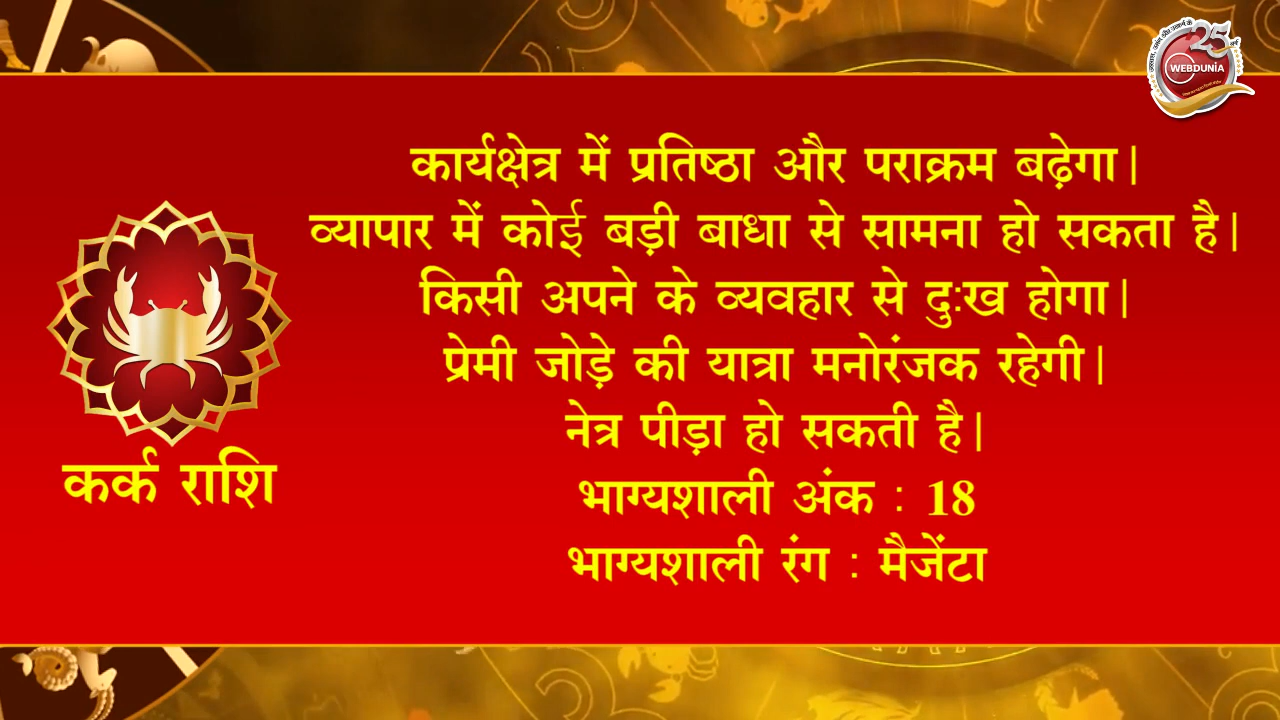 WEBDUNIA
25
कार्यक्षेत्र में प्रतिष्ठा और पराक्रम बढ़ेगा|
व्यापार में कोई बड़ी बाधा से सामना हो सकता है|
किसी अपने के व्यवहार से दु:ख होगा|
प्रेमी जोड़े की यात्रा मनोरंजक रहेगी|
नेत्र पीड़ा हो सकती है|
भाग्यशाली अंक : 18
भाग्यशाली रंग : मैजेंटा
कर्क राशि